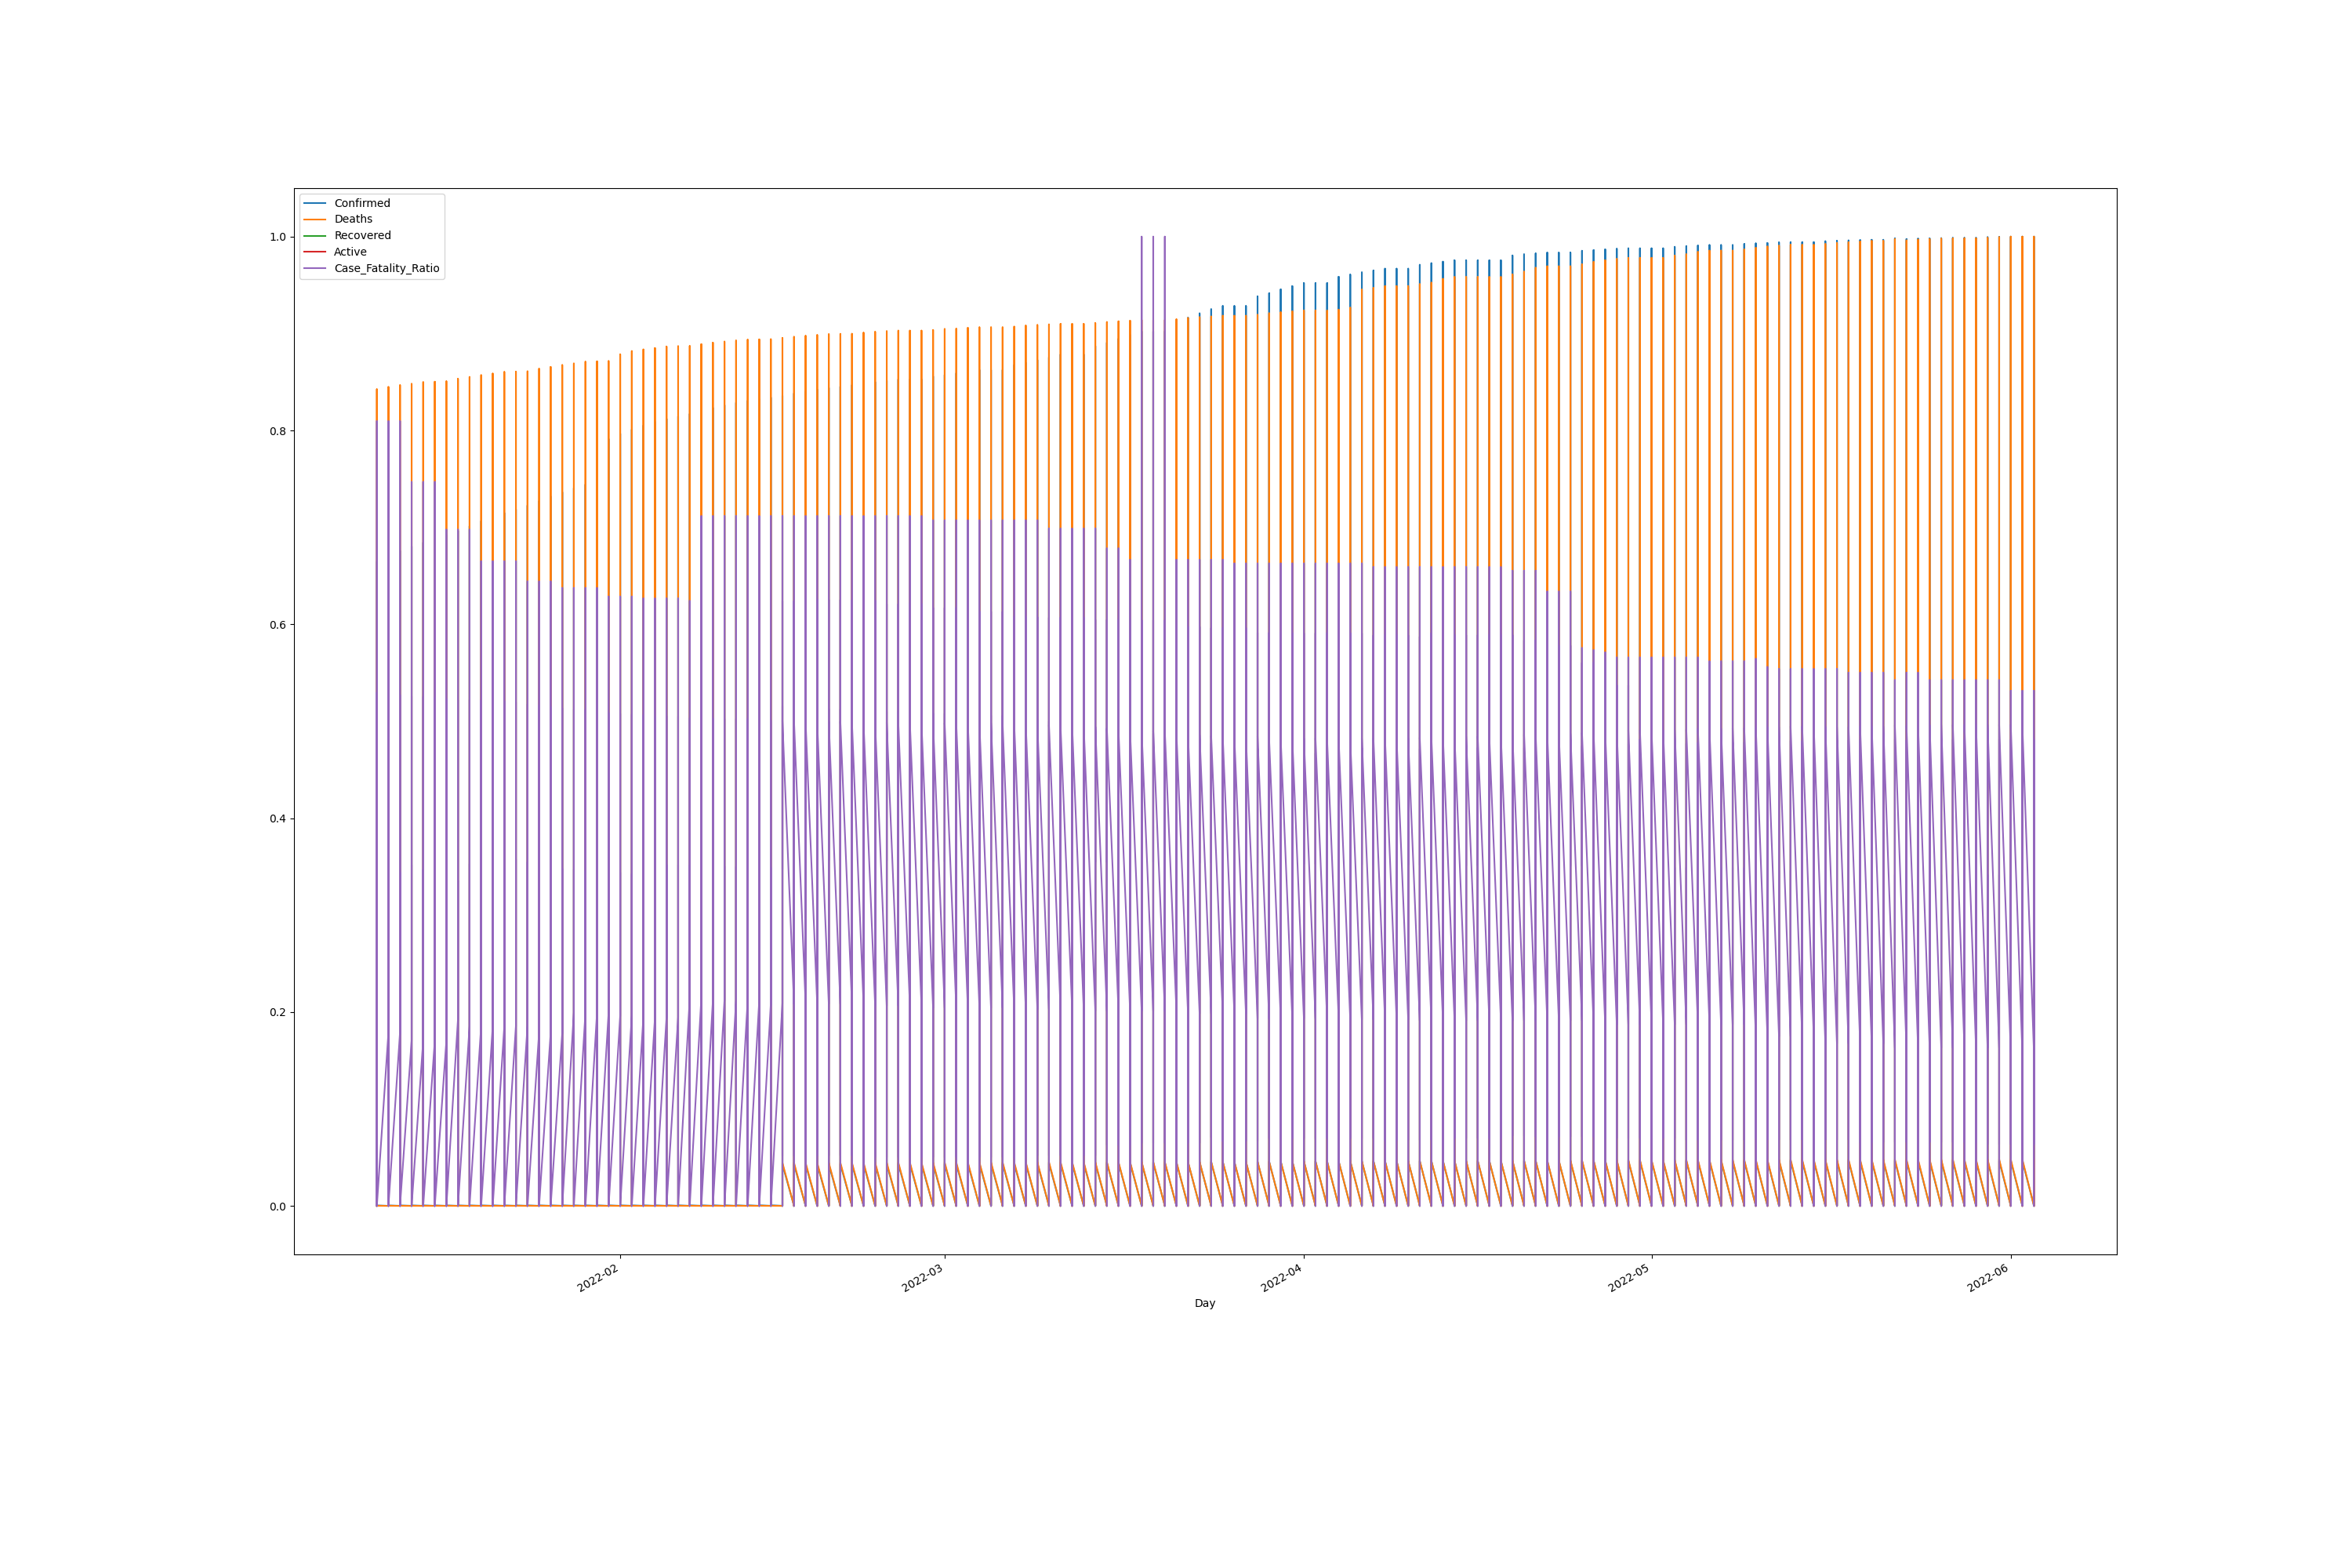 Confirmed
Deaths
Recovered
Active
Case_Fatality_Ratio
1.0
0.8
0.6
0.4
0.2
0.0
2022-02
2022-03
2022-04
2022-05
2022-06
Day